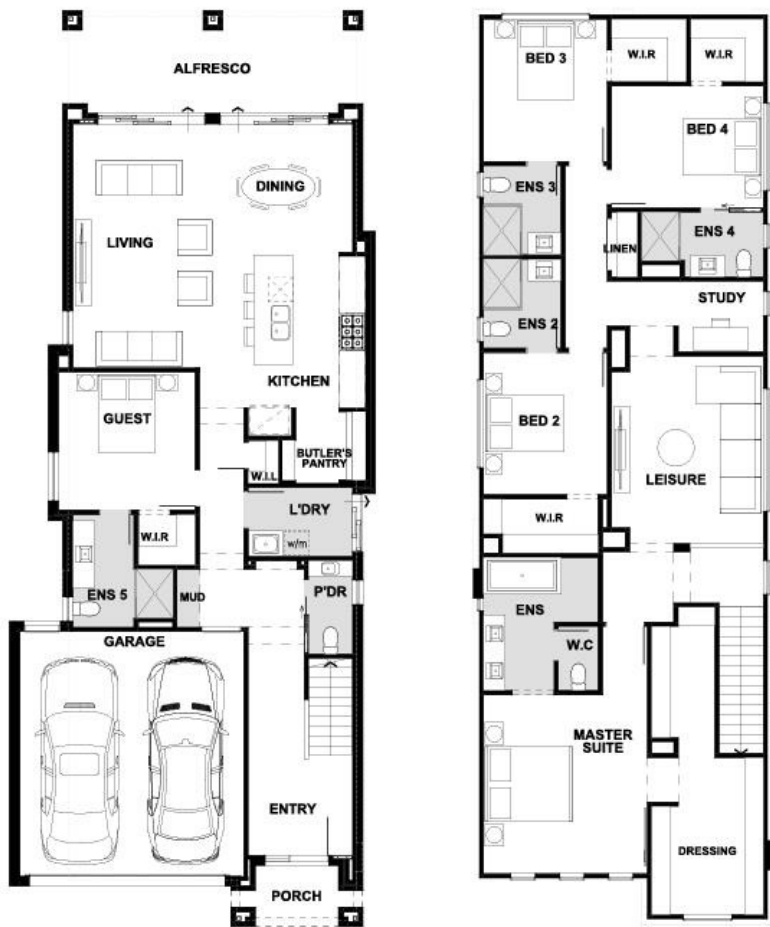 ALFRESCO
DINING
LIVING
KITCHEN
GUEST
BUTLER'S
PANTRY
W.I.L
L'DRY
w/m
W.I.R
ENS 5
MUD
P'DR
GARAGE
ENTRY
PORCH
BED 3
W.I.R
W.I.R
BED 4
ENS 3
ENS 4
LINEN
ENS 2
STUDY
BED 2
LEISURE
W.I.R
ENS
W.C
MASTER
SUITE
DRESSING